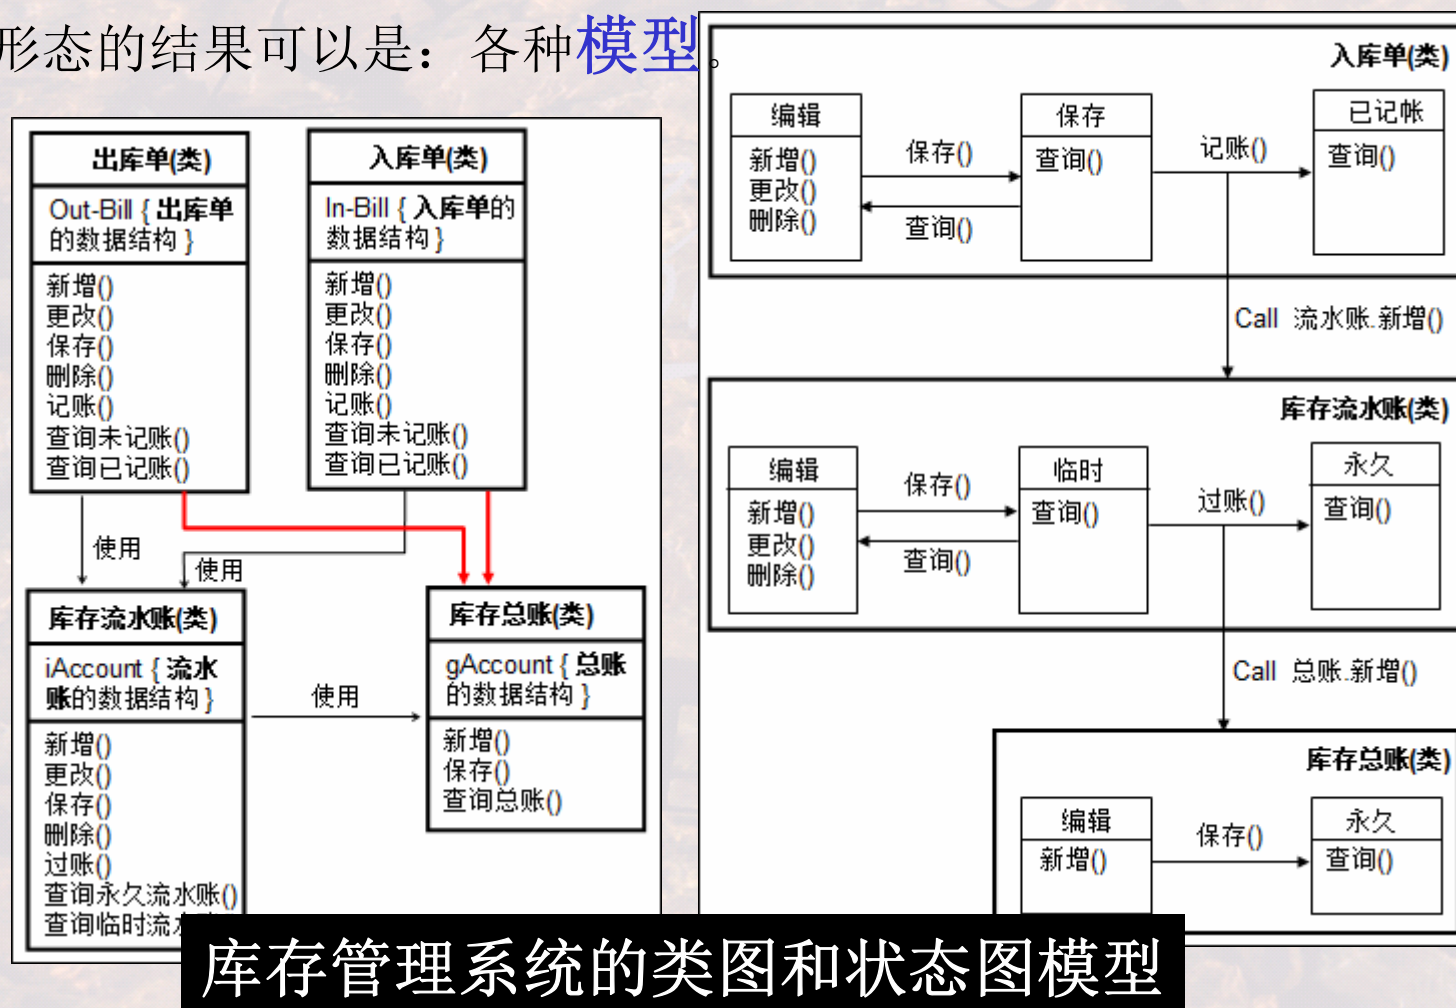 形态的结果可以是：各种模型。
出库单(类)
Out-Bill { 出库单
的数据结构 }
新增()
更改()
保存()
删除()
记账()
查询未记账()
查询已记账()
入库单(类)
In-Bill { 入库单的
数据结构 }
新增()
更改()
保存()
删除()
记账()
查询未记账()
查询已记账()
使用
使用
库存流水账(类)
iAccount { 流水
账的数据结构 }
新增()
更改()
保存()
删除()
过账()
查询永久流水账()
查询临时流
使用
库存总账(类)
gAccount { 总账
的数据结构 }
新增()
保存()
查询总账()
入库单(类)
编辑
新增()
更改()
删除()
保存()
查询()
保存
查询()
记账()
已记帐
查询()
Call 流水账.新增()
库存流水账(类)
编辑
新增()
更改()
删除()
保存()
查询()
临时
查询()
过账()
永久
查询()
Call 总账.新增()
库存总账(类)
编辑
新增()
保存()
永久
查询()
库存管理系统的类图和状态图模型